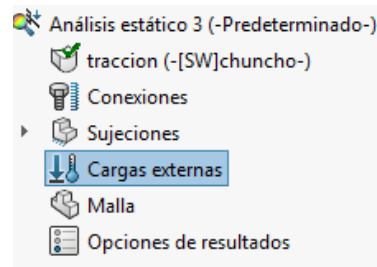 Análisis estático 3 (-Predeterminado-)
traccion (-[SW]chuncho-)
Conexiones
Sujeciones
Cargas externas
Malla
Opciones de resultados